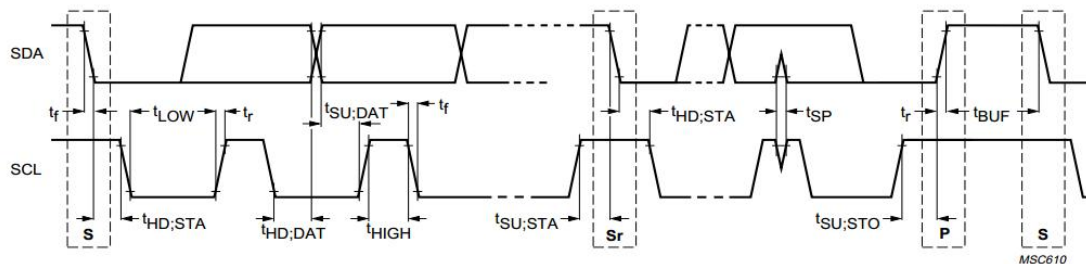 SDA
tf tLOW tr tSU;DAT tf tHD;STA tSP tr tBUF
SCL
tHD;STA tHD;DAT tHIGH tSU;STA tSU;STO
S Sr P S
MSC610